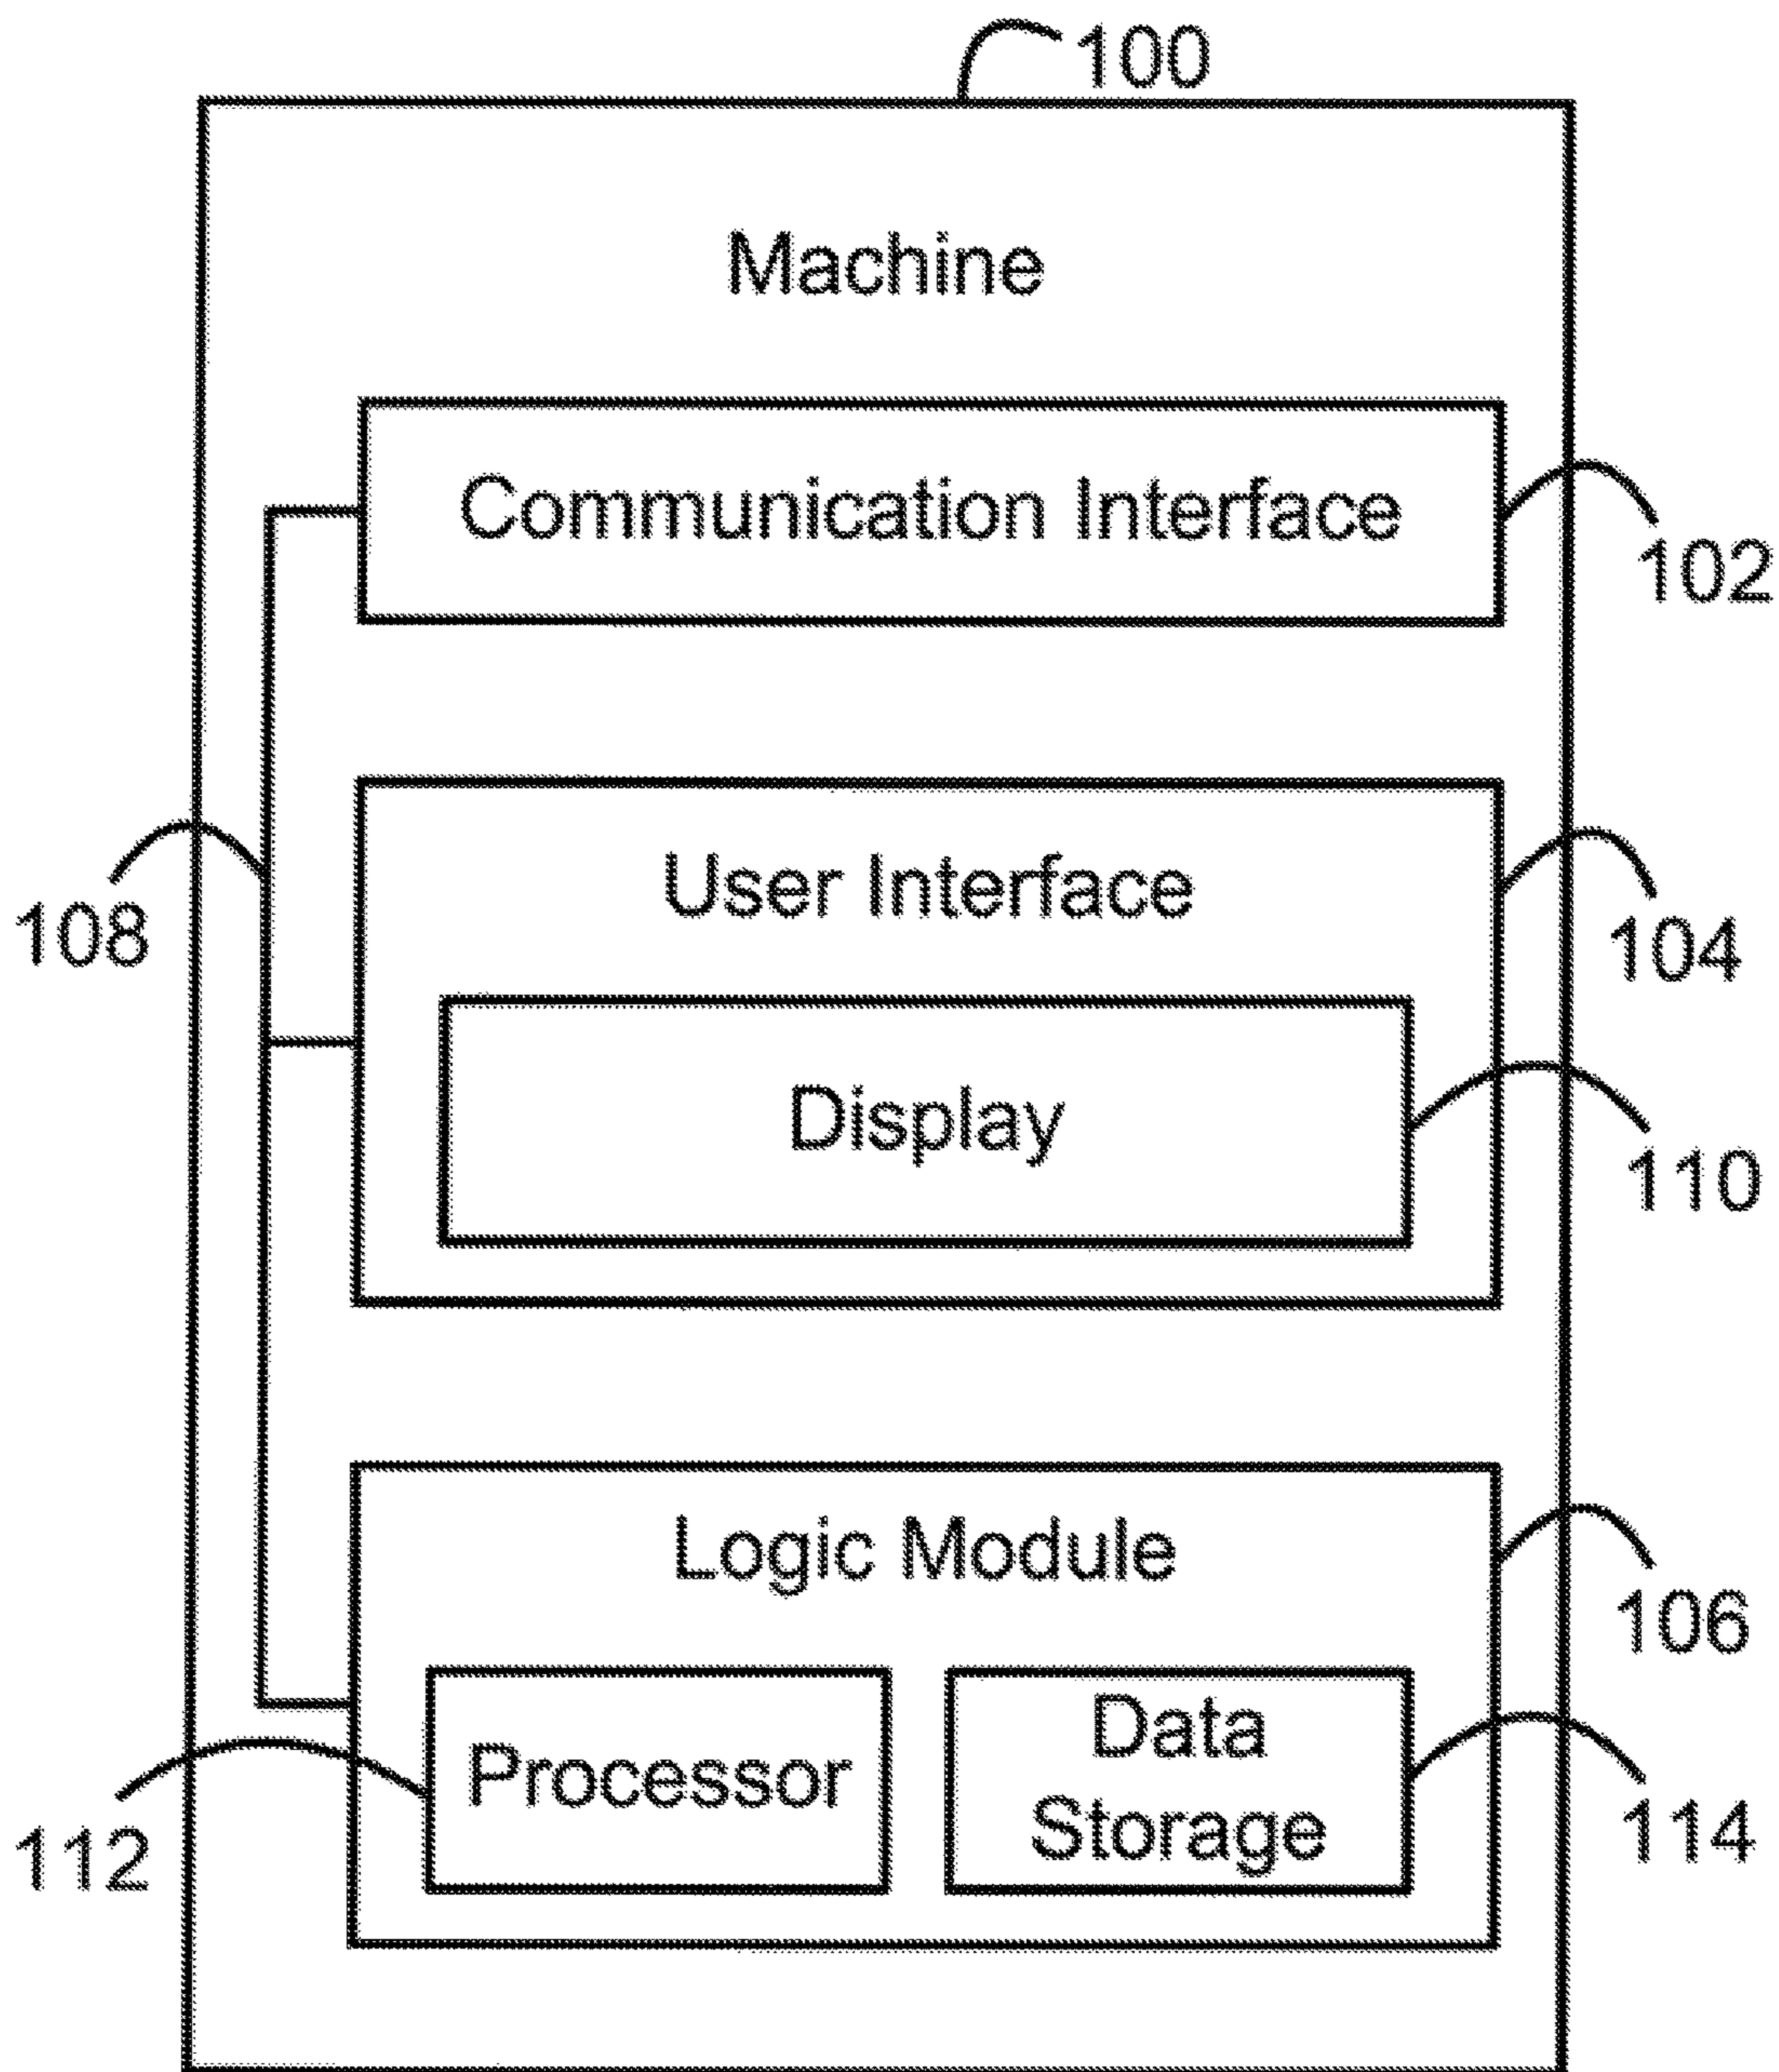 100
Machine
Communication Interface
102
User Interface
108
104
Display
110
Logic Module
106
Processor
Data
Storage
112
114